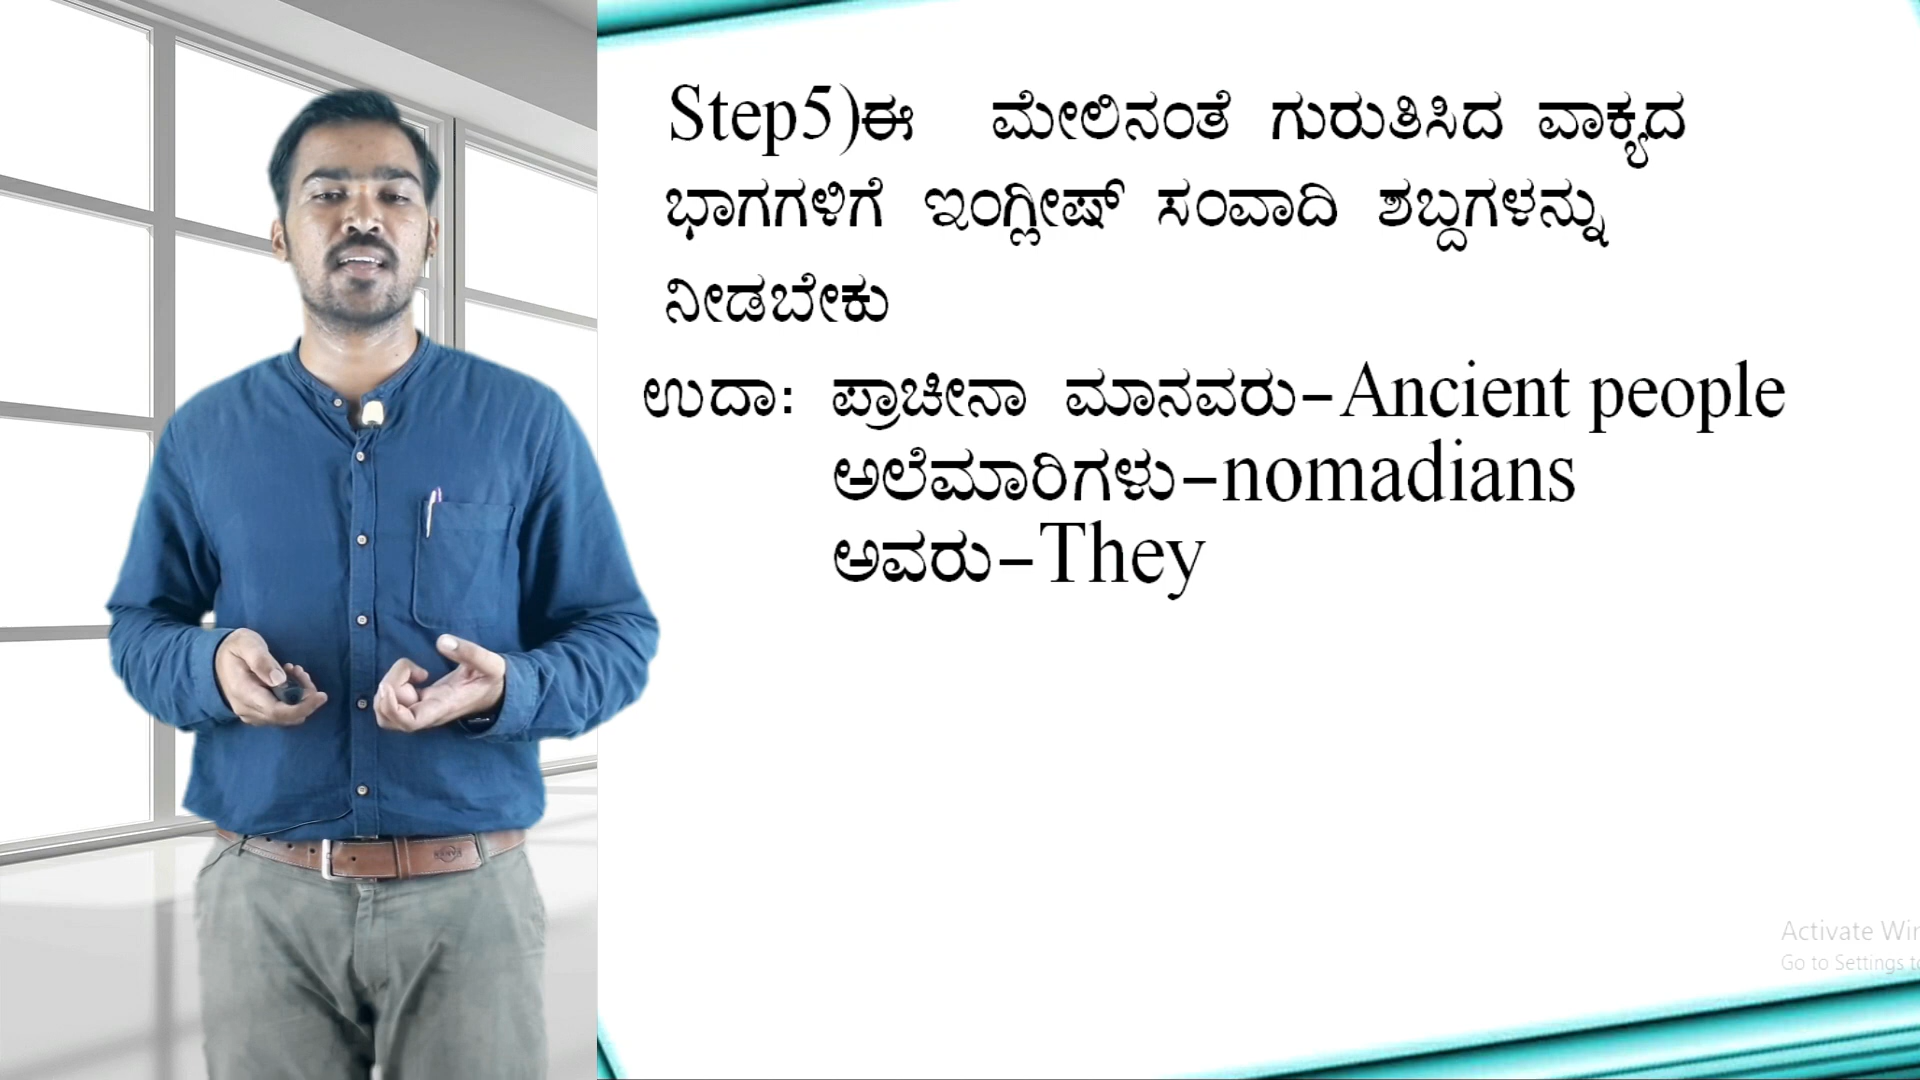 Step5)ಈ ಮೇಲಿನಂತೆ ಗುರುತಿಸಿದ ವಾಕ್ಯದ
ಭಾಗಗಳಿಗೆ ಇಂಗ್ಲೀಷ್ ಸಂವಾದಿ ಶಬ್ದಗಳನ್ನು
ನೀಡಬೇಕು
ಉದಾ: ಪ್ರಾಚೀನಾ ಮಾನವರು-Ancient people
ಅಲೆಮಾರಿಗಳು-nomadians
ಅವರು-They
Activate Win
Go to Settings t